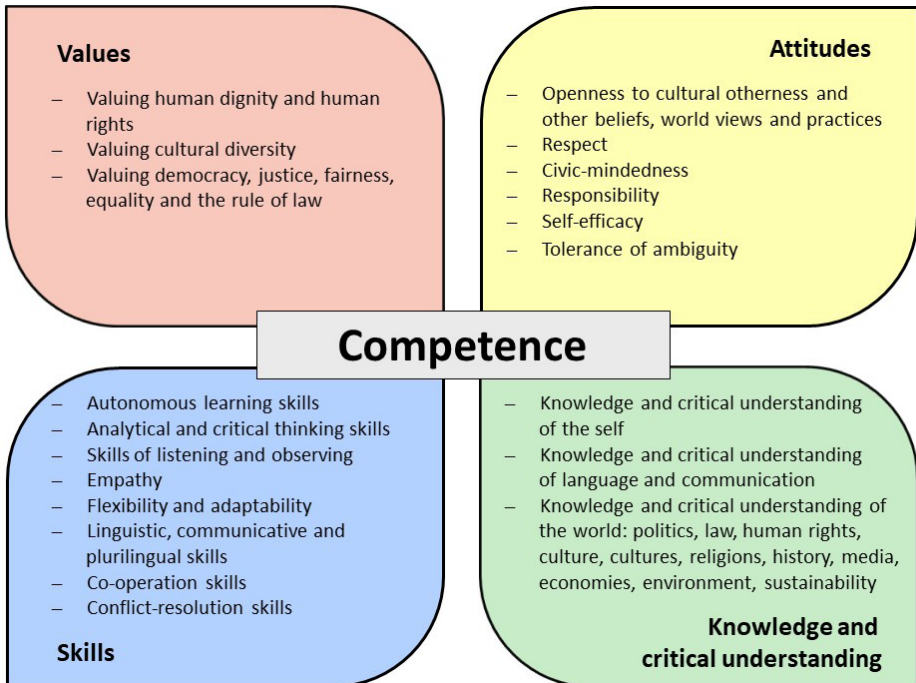 Values
– Valuing human dignity and human
rights
– Valuing cultural diversity
– Valuing democracy, justice, fairness,
equality and the rule of law
Attitudes
– Openness to cultural otherness and
other beliefs, world views and practices
– Respect
– Civic-mindedness
– Responsibility
– Self-efficacy
– Tolerance of ambiguity
Competence
– Autonomous learning skills
– Analytical and critical thinking skills
– Skills of listening and observing
– Empathy
– Flexibility and adaptability
– Linguistic, communicative and
plurilingual skills
– Co-operation skills
– Conflict-resolution skills
Skills
– Knowledge and critical understanding
of the self
– Knowledge and critical understanding
of language and communication
– Knowledge and critical understanding of
the world: politics, law, human rights,
culture, cultures, religions, history, media,
economies, environment, sustainability
Knowledge and
critical understanding